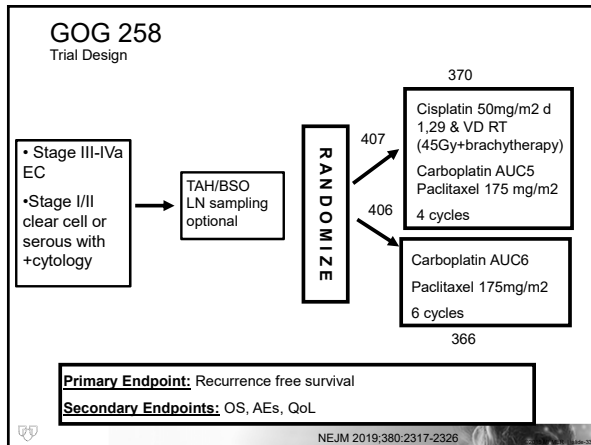 GOG 258
Trial Design
• Stage III-IVa
EC
•Stage I/II
clear cell or
serous with
+cytology
TAH/BSO
LN sampling
optional
RANDOMIZE
407
406
370
Cisplatin 50mg/m2 d
1,29 & VD RT
(45Gy+brachytherapy)
Carboplatin AUC5
Paclitaxel 175 mg/m2
4 cycles
Carboplatin AUC6
Paclitaxel 175mg/m2
6 cycles
366
Primary Endpoint: Recurrence free survival
Secondary Endpoints: OS, AEs, QoL
NEJM 2019;380:2317-2326